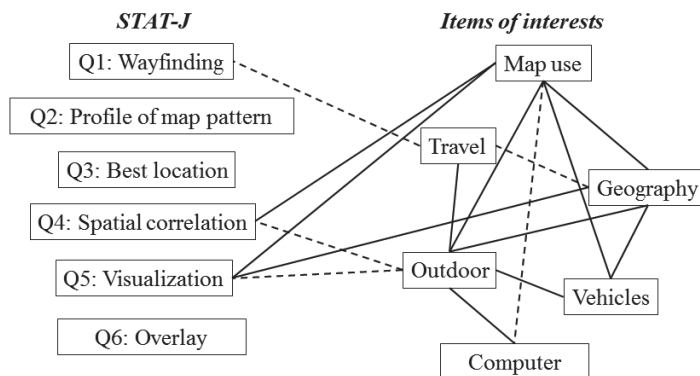 STAT-J
Items of interests
Q1: Wayfinding
Map use
Q2: Profile of map pattern
Travel
Q3: Best location
Geography
Q4: Spatial correlation
Q5: Visualization
Outdoor
Vehicles
Q6: Overlay
Computer